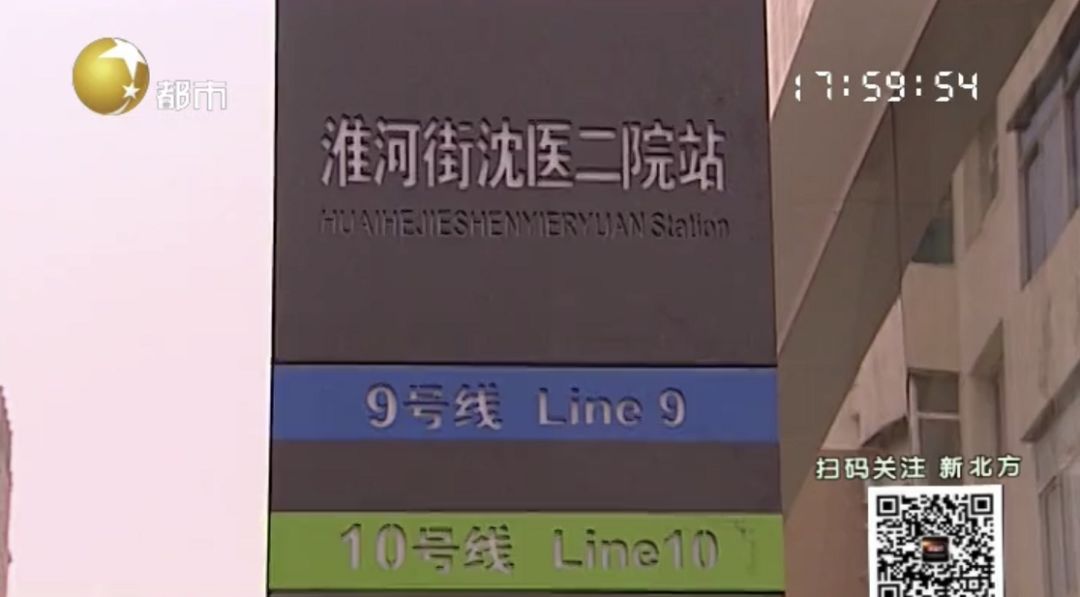 都市
17:59:54
淮河街沈医二院站
HUAIHEJIESHENYIERYUAN Station
9号线 Line 9
10号线 Line10
扫码关注 新北方